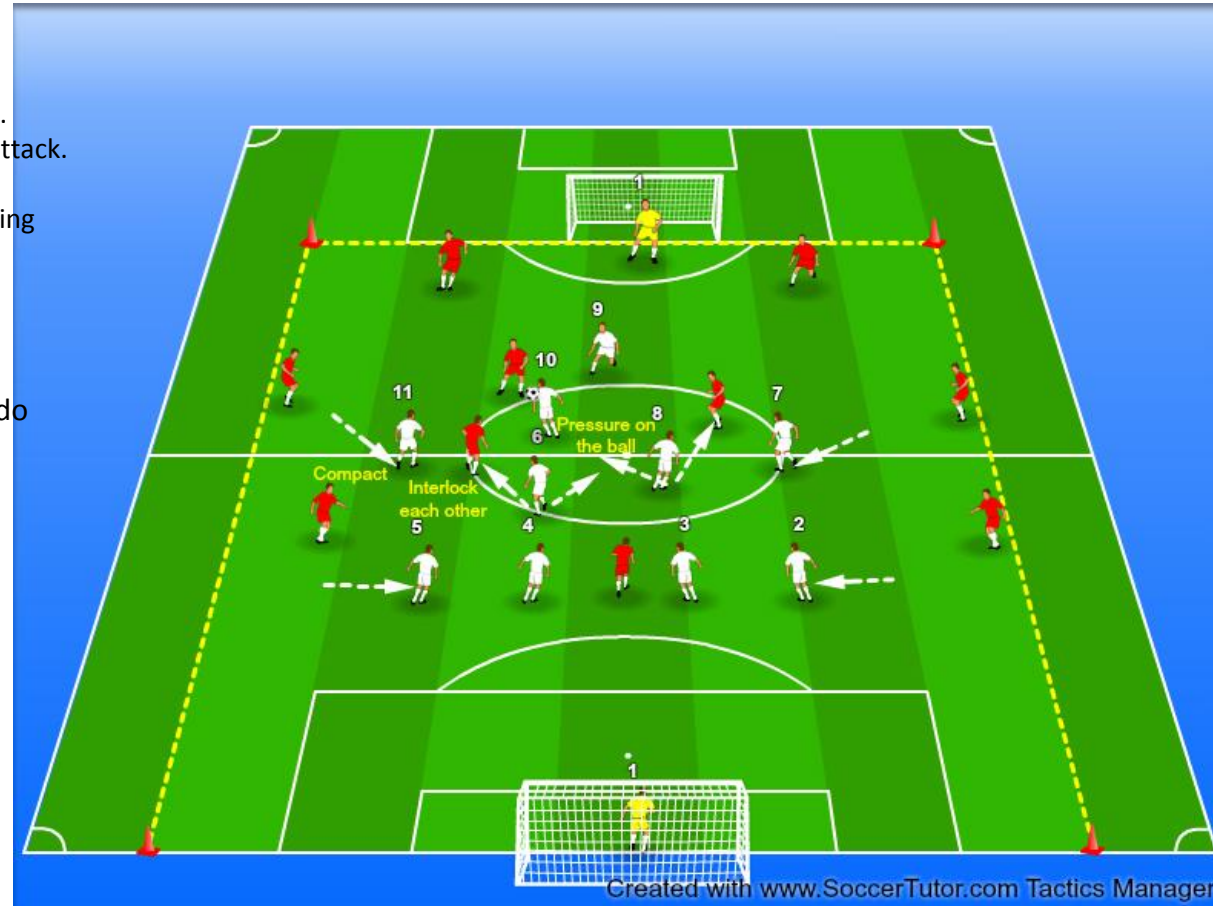 .
ttack.
1
ing
9
10
do
11
8
7
6
Pressure on
the ball
Compact
Interlock
each other
5
4
3
2
1
Created with www.SoccerTutor.com Tactics Manager